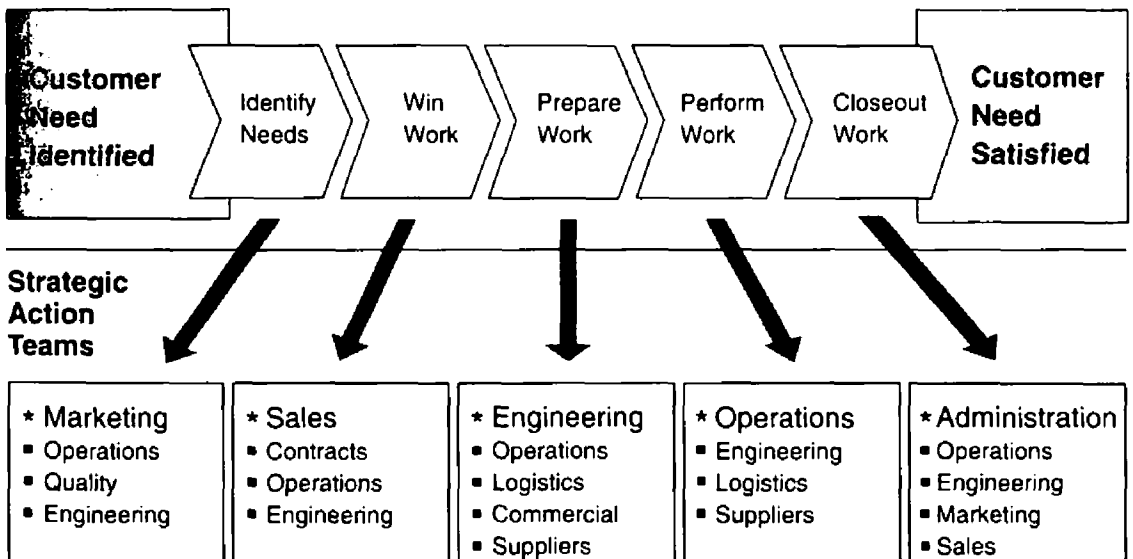 Customer
Need
Identified
Identify
Needs
Win
Work
Prepare
Work
Perform
Work
Closeout
Work
Customer
Need
Satisfied
Strategic
Action
Teams
* Marketing
▪ Operations
▪ Quality
▪ Engineering
* Sales
▪ Contracts
▪ Operations
▪ Engineering
* Engineering
▪ Operations
▪ Logistics
▪ Commercial
▪ Suppliers
* Operations
▪ Engineering
▪ Logistics
▪ Suppliers
* Administration
▪ Operations
▪ Engineering
▪ Marketing
▪ Sales